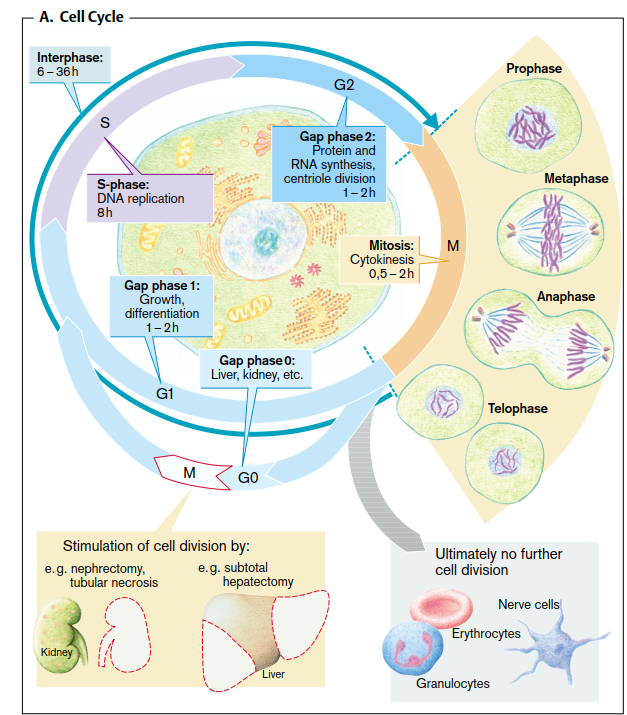 A. Cell Cycle
Interphase:
6 – 36 h
G2
Prophase
S
Gap phase 2:
Protein and
RNA synthesis,
centriole division
1 – 2 h
S-phase:
DNA replication
8 h
Metaphase
Mitosis:
Cytokinesis
0,5 – 2 h
M
Gap phase 1:
Growth,
differentiation
1 – 2 h
Anaphase
Gap phase 0:
Liver, kidney, etc.
G1
Telophase
M
G0
Stimulation of cell division by:
e. g. nephrectomy,
tubular necrosis
e. g. subtotal
hepatectomy
Kidney
Liver
Ultimately no further
cell division
Nerve cells
Erythrocytes
Granulocytes